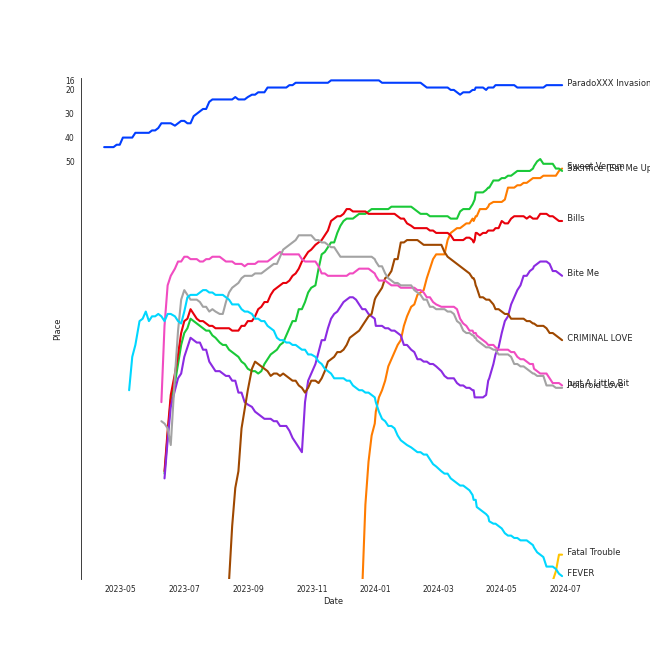 16
20
30
40
50
Place
ParadoXXX Invasion
Sweet Venom
Sacrifice (Eat Me Up
Bills
Bite Me
CRIMINAL LOVE
Just A Little Bit
Polaroid Love
Fatal Trouble
FEVER
2023-05 2023-07 2023-09 2023-11 2024-01 2024-03 2024-05 2024-07
Date